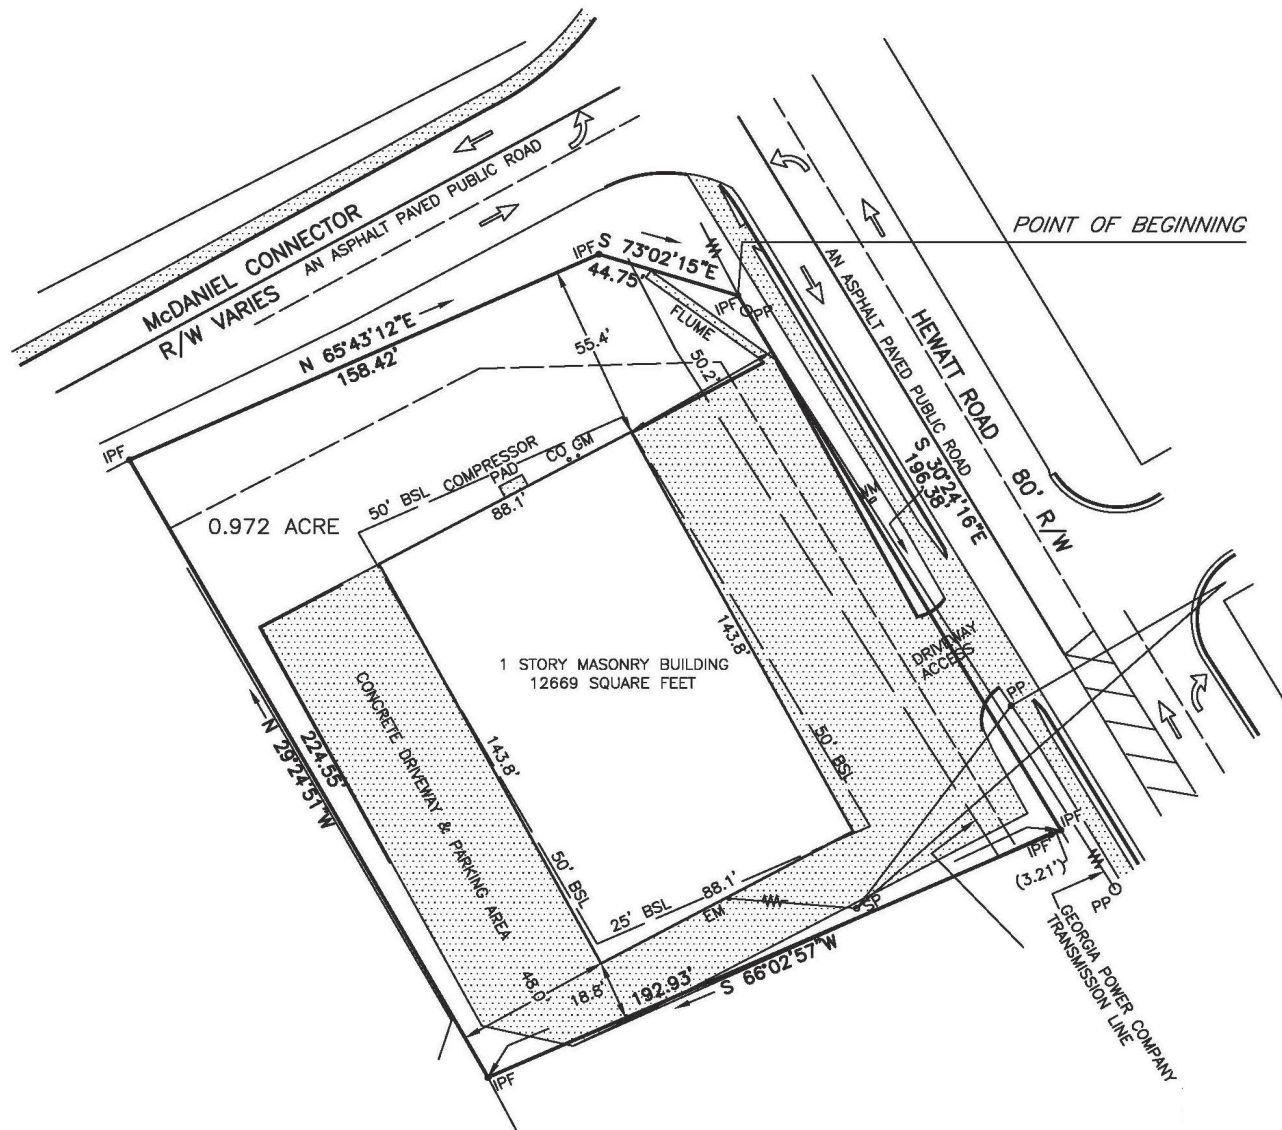 POINT OF BEGINNING
McDANIEL CONNECTOR
R/W VARIES
AN ASPHALT PAVED PUBLIC ROAD
IPF
S 73°02'15"E
44.75'
IPF
PP
FLUME
N 65°43'12"E
158.42'
55.4'
50.2'
HEWATT ROAD 80' R/W
AN ASPHALT PAVED PUBLIC ROAD
S 30°24'16"E
196.38'
IPF
50' BSL
COMPRESSOR
PAD
CO GM
88.1'
WM
0.972 ACRE
143.8'
1 STORY MASONRY BUILDING
12669 SQUARE FEET
DRIVEWAY
ACCESS
PP
CONCRETE DRIVEWAY & PARKING AREA
224.55'
N 29°24'51"W
143.8'
50' BSL
50' BSL
25' BSL
88.1'
EM
SP
IPF
IPF
(3.21')
PP
GEORGIA POWER COMPANY
TRANSMISSION LINE
48.0'
18.8'
192.93'
S 66°02'57"W
IPF